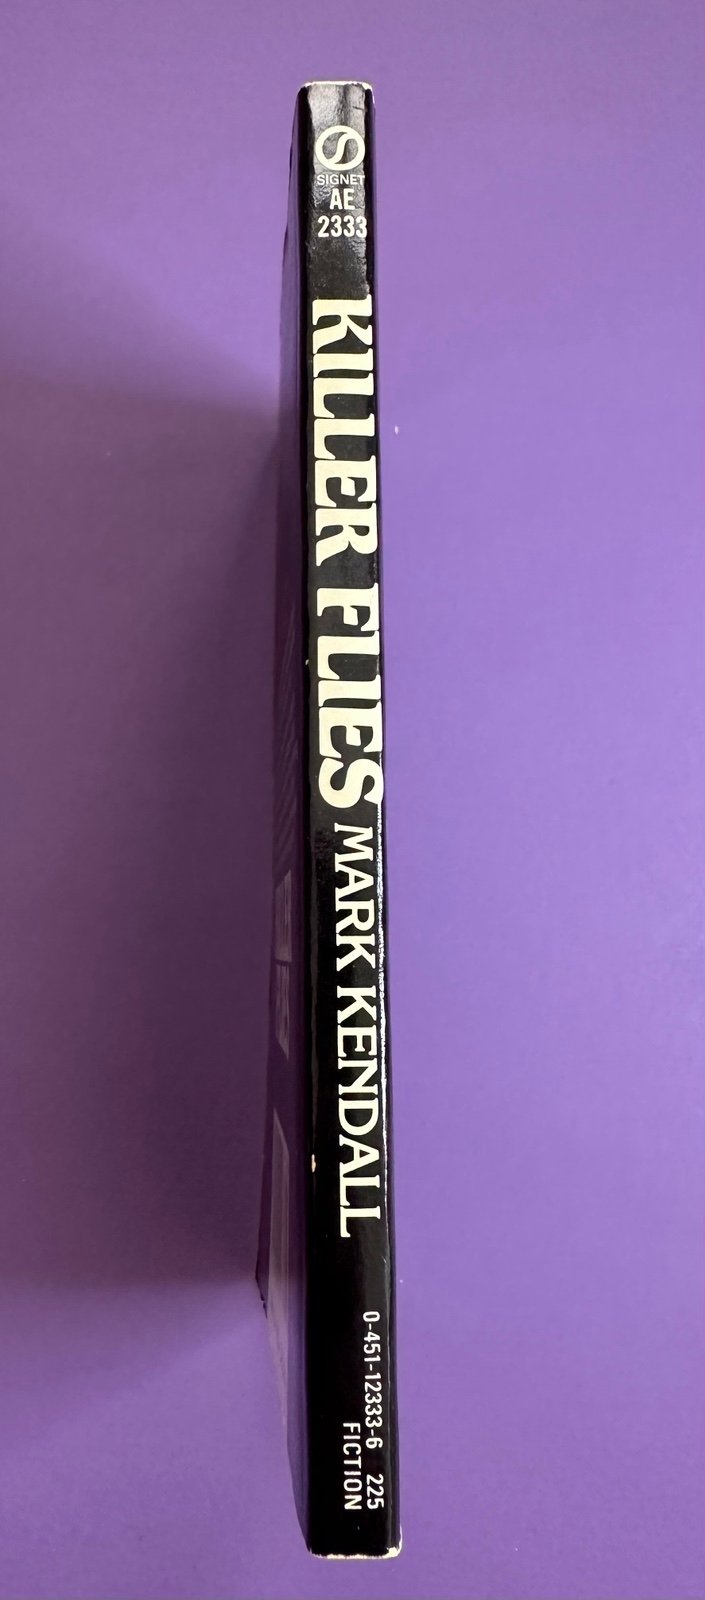 SIGNET
AE
2333
KILLER FLIES
MARK KENDALL
0-451-12333-6 225
FICTION